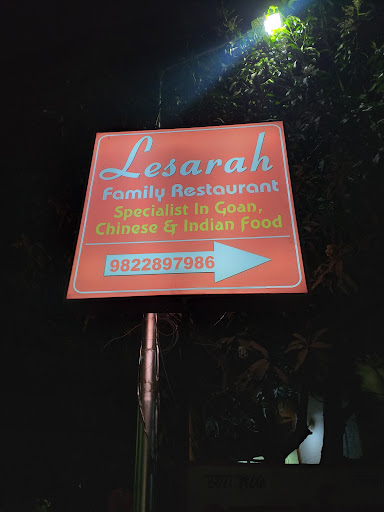 Lesarah
Family Restaurant
Specialist In Goan,
Chinese & Indian Food
9822897986